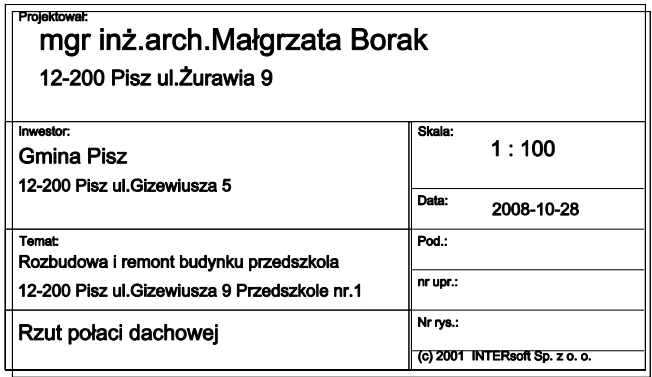 Projektował:
mgr inż.arch.Małgrzata Borak
12-200 Pisz ul.Żurawia 9
Inwestor:
Gmina Pisz
12-200 Pisz ul.Gizewiusza 5
Skala:
1 : 100
Data:
2008-10-28
Temat:
Rozbudowa i remont budynku przedszkola
12-200 Pisz ul.Gizewiusza 9 Przedszkole nr.1
Rzut połaci dachowej
Pod.:
nr upr.:
Nr rys.:
(c) 2001 INTERsoft Sp. z o. o.